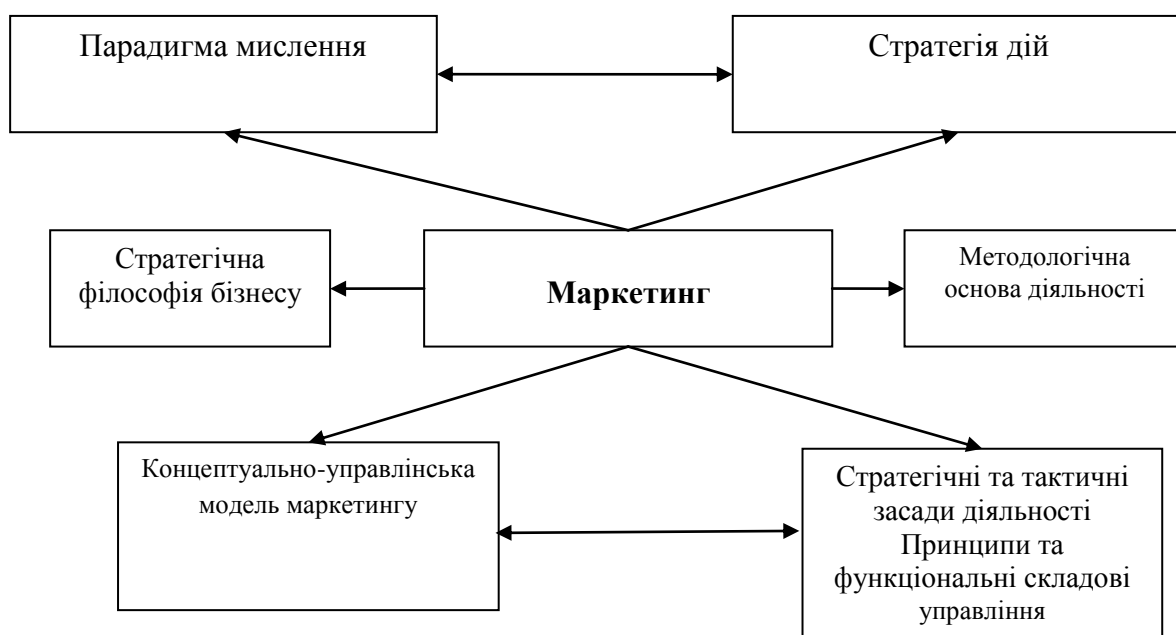 Парадигма мислення
Стратегія дій
Стратегічна
філософія бізнесу
Маркетинг
Методологічна
основа діяльності
Концептуально-управлінська
модель маркетингу
Стратегічні та тактичні
засади діяльності
Принципи та
функціональні складові
управління